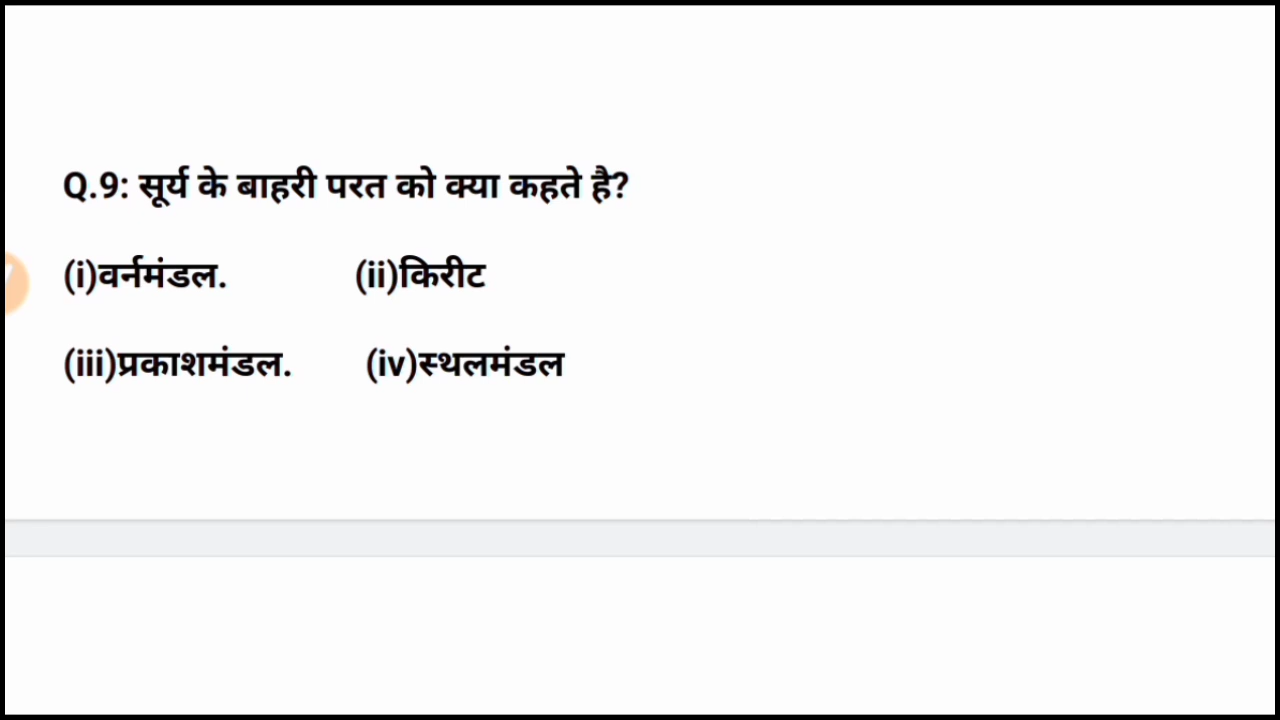 Q.9: सूर्य के बाहरी परत को क्या कहते है?
(i)वर्नमंडल. (ii)किरीट
(iii)प्रकाशमंडल. (iv)स्थलमंडल